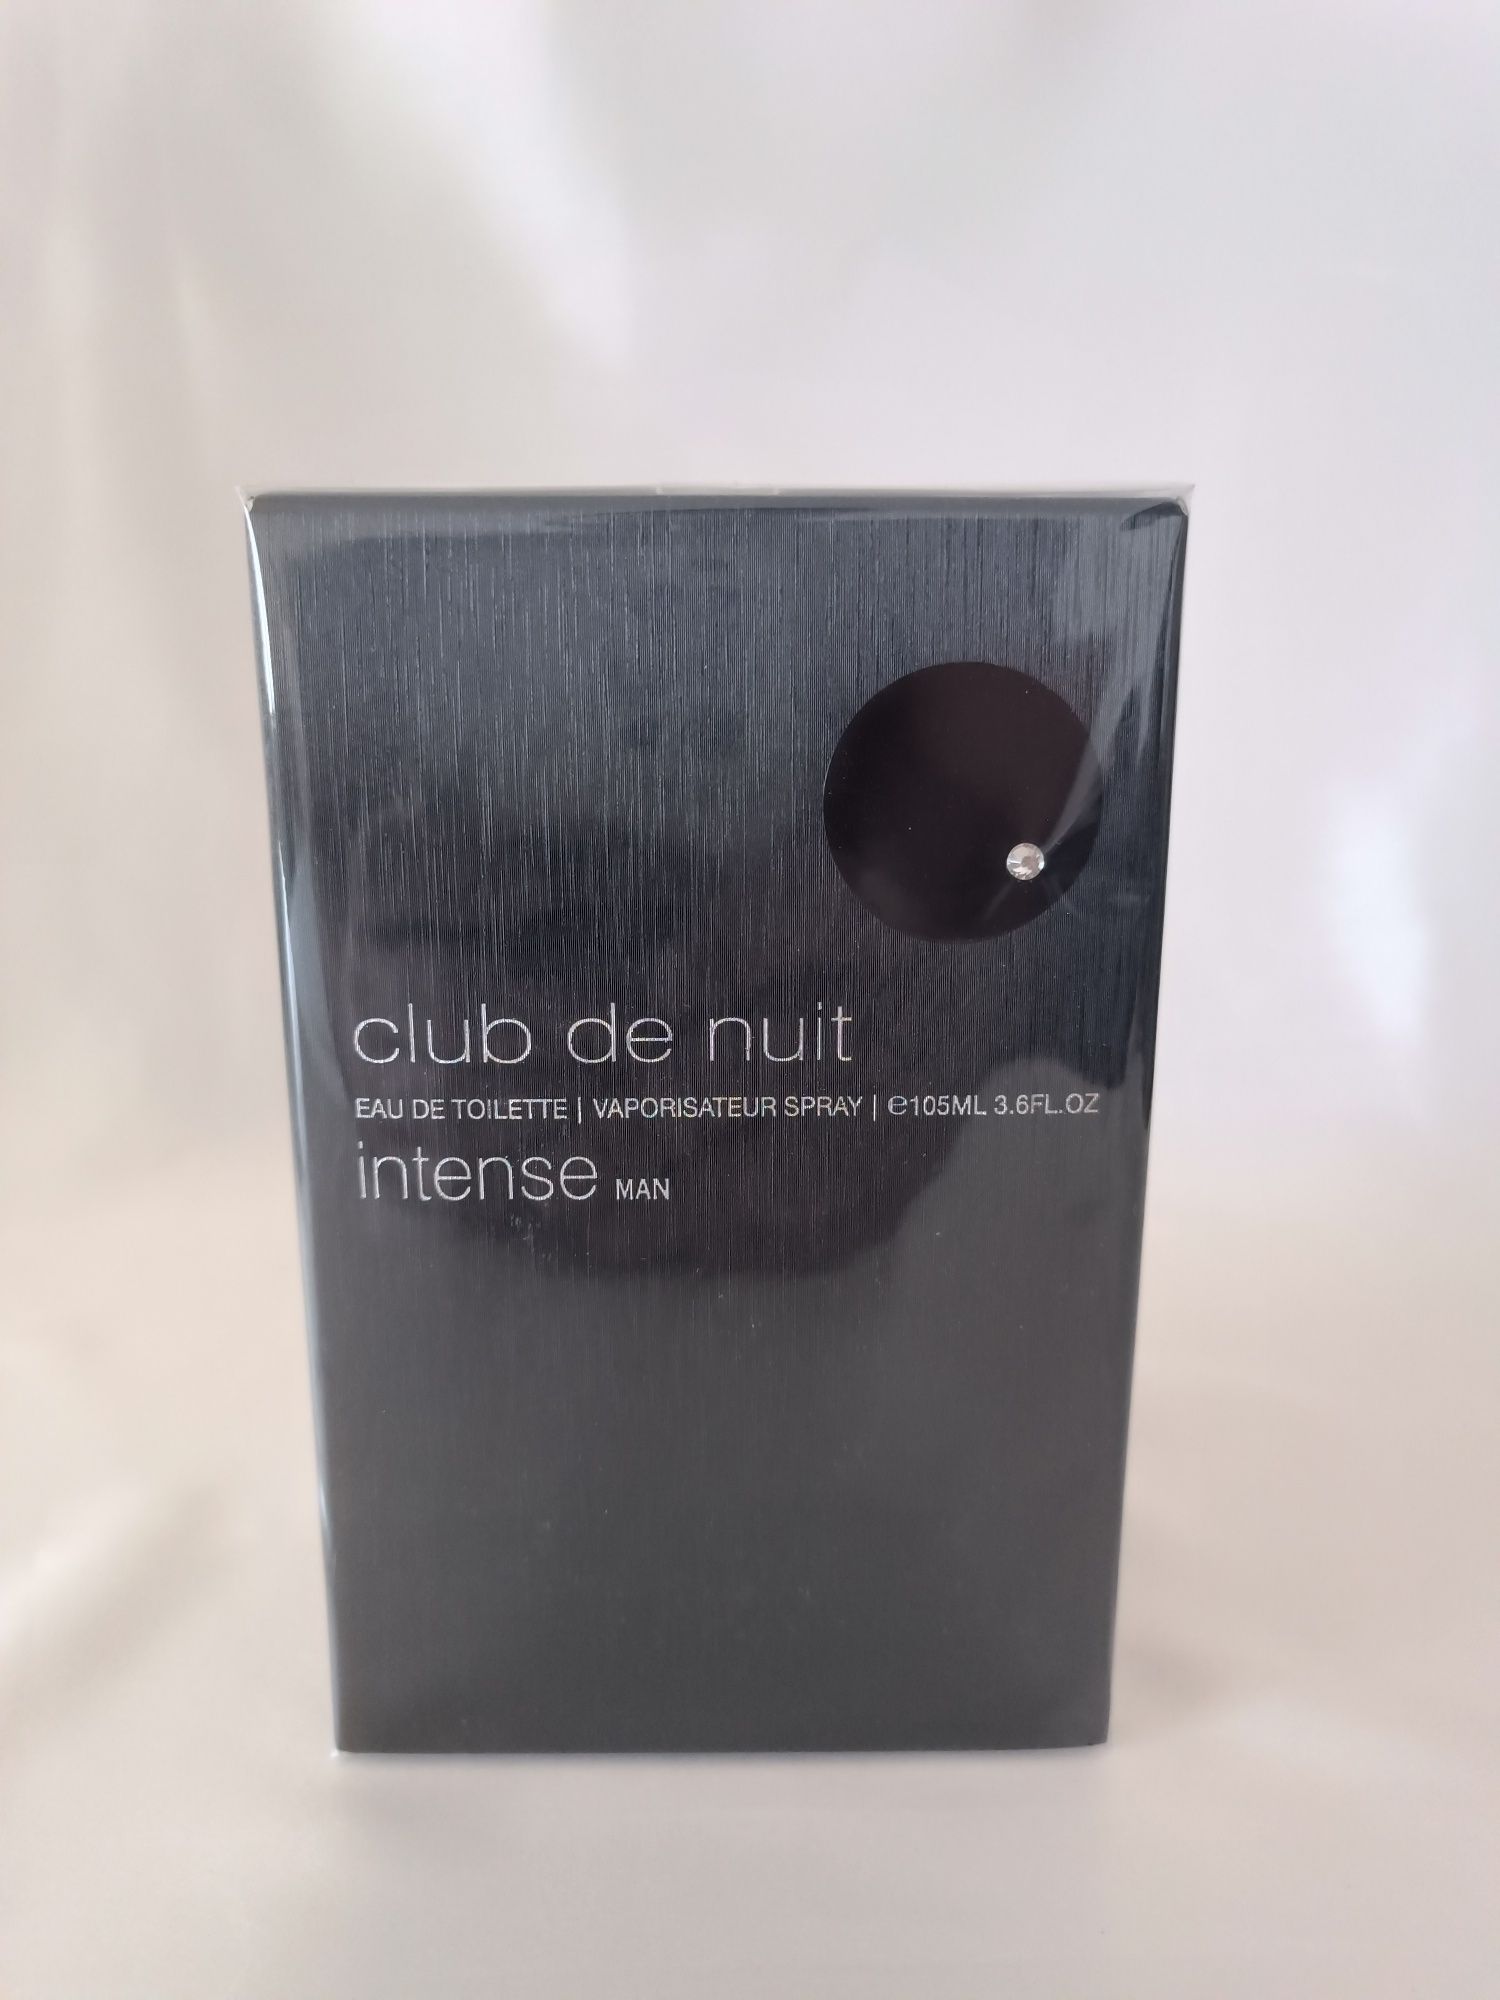 club de nuit
EAU DE TOILETTE | VAPORISATEUR SPRAY | ℮105ML 3.6FL.OZ
intense MAN